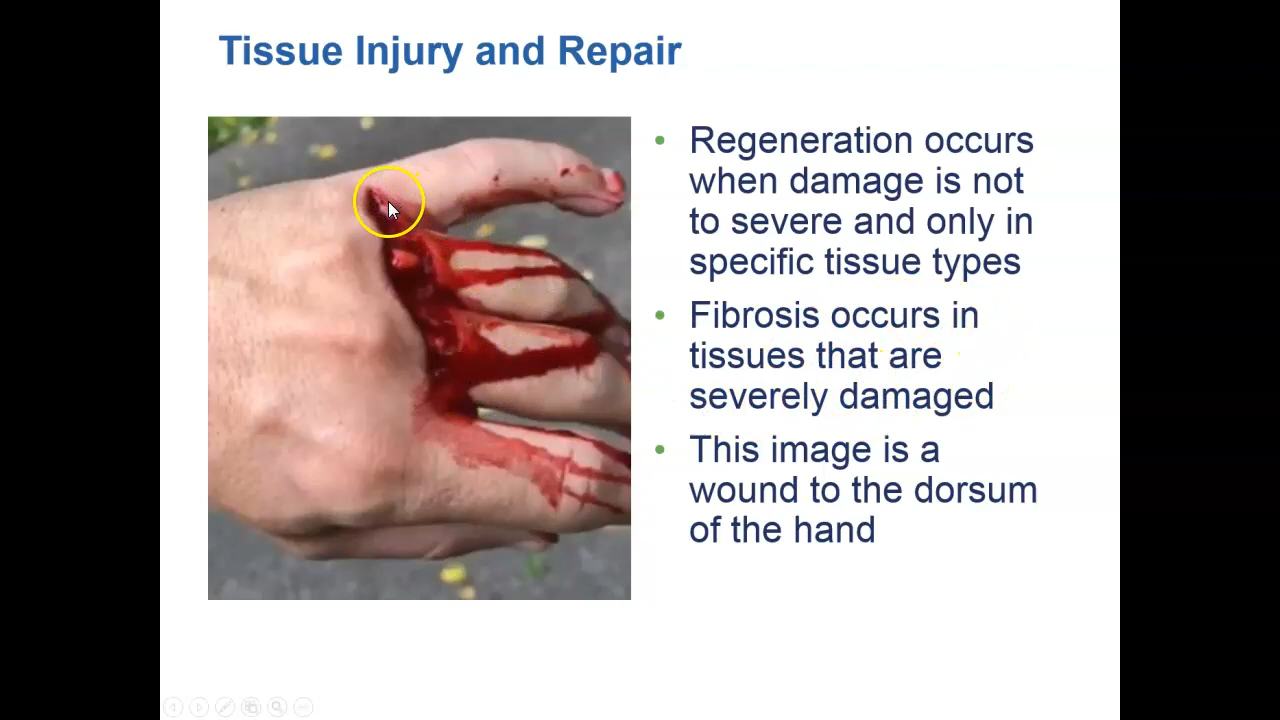 Tissue Injury and Repair
• Regeneration occurs
when damage is not
to severe and only in
specific tissue types
• Fibrosis occurs in
tissues that are
severely damaged
• This image is a
wound to the dorsum
of the hand